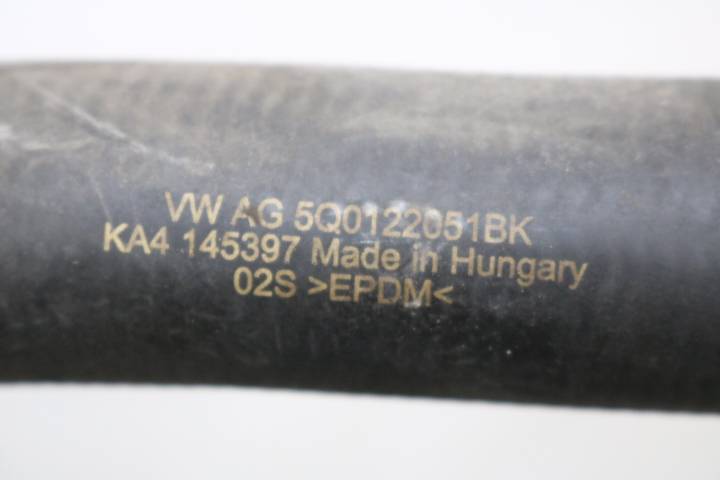 VW AG 5Q0122051BK
KA4 145397 Made in Hungary
02S >EPDM<